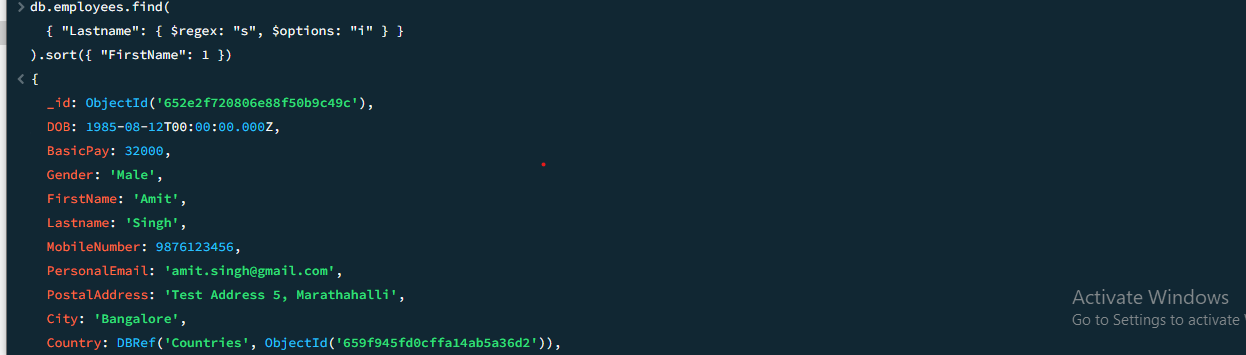 > db.employees.find(
{ "Lastname": { $regex: "s", $options: "i" } }
).sort({ "FirstName": 1 })
< {
_id: ObjectId('652e2f720806e88f50b9c49c'),
DOB: 1985-08-12T00:00:00.000Z,
BasicPay: 32000,
Gender: 'Male',
FirstName: 'Amit',
Lastname: 'Singh',
MobileNumber: 9876123456,
PersonalEmail: 'amit.singh@gmail.com',
PostalAddress: 'Test Address 5, Marathahalli',
City: 'Bangalore',
Country: DBRef('Countries', ObjectId('659f945fd0cffa14ab5a36d2')),
Activate Windows
Go to Settings to activate